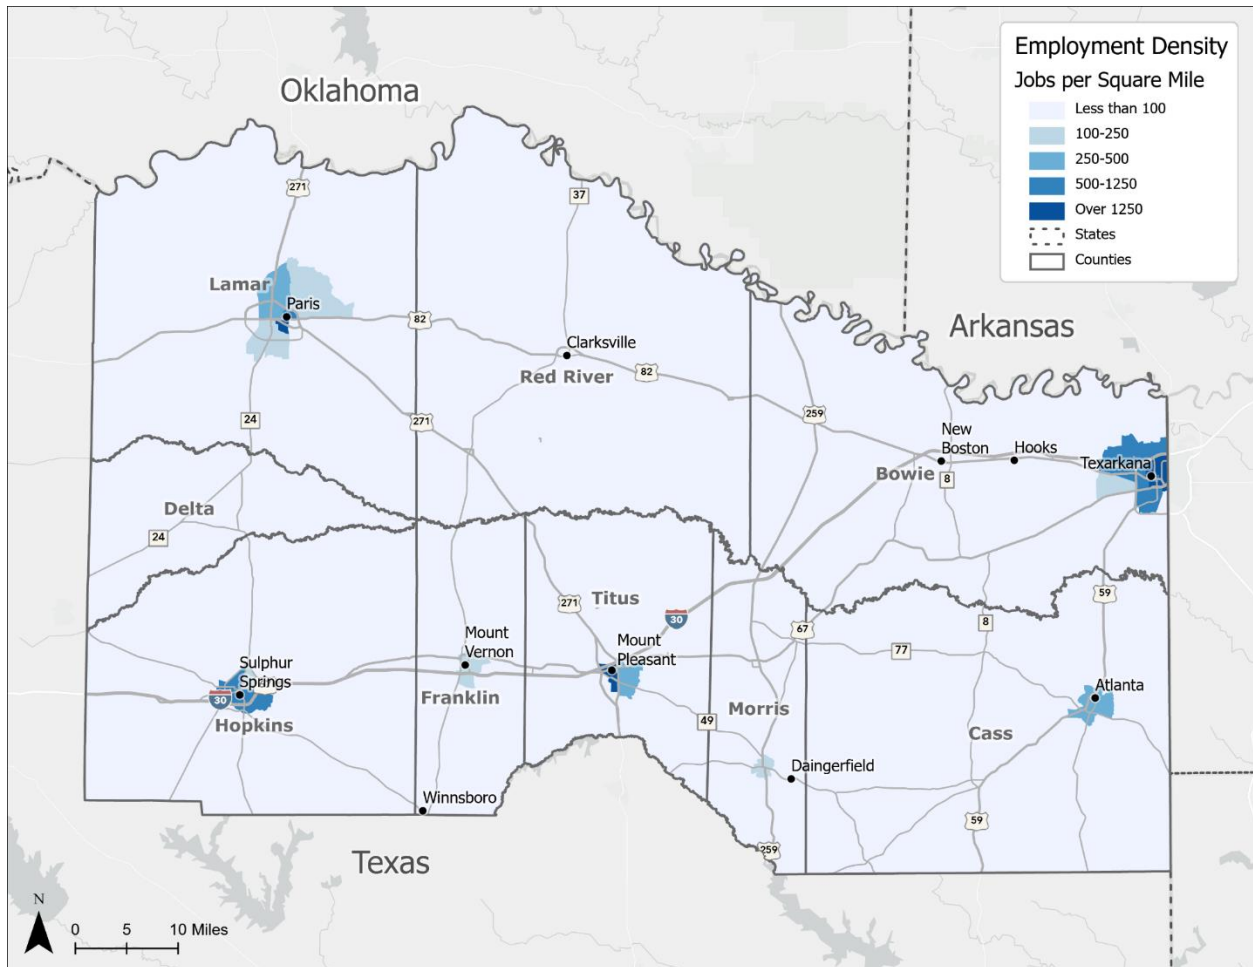 Employment Density
Jobs per Square Mile
Less than 100
100-250
250-500
500-1250
Over 1250
States
Counties
Oklahoma
271
37
Lamar
Paris
82
Arkansas
Clarksville
Red River
82
24
271
259
New
Boston
Hooks
Texarkana
Bowie
8
Delta
24
Titus
271
30
59
8
67
77
Mount
Vernon
Mount
Pleasant
Sulphur
Springs
30
Hopkins
Franklin
Atlanta
49
Morris
Cass
Daingerfield
Winnsboro
59
259
Texas
N
0 5 10 Miles